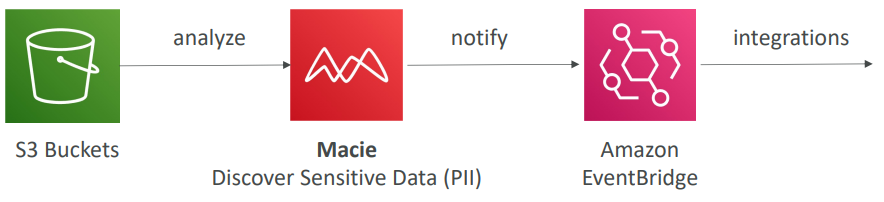 analyze
notify
integrations
S3 Buckets
Macie
Discover Sensitive Data (PII)
Amazon
EventBridge